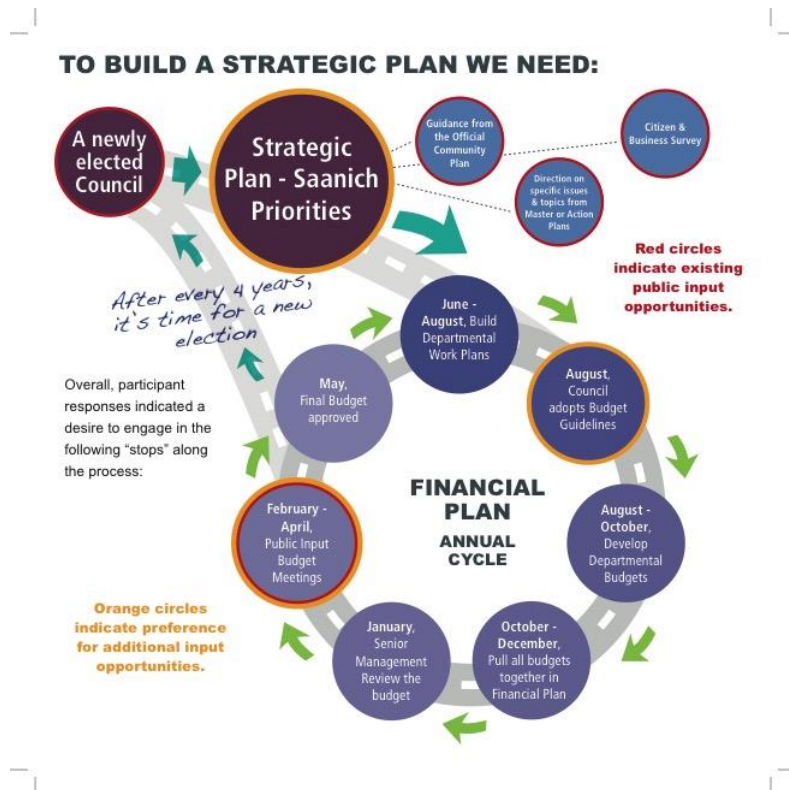 TO BUILD A STRATEGIC PLAN WE NEED:
A newly
elected
Council
Strategic
Plan - Saanich
Priorities
Guidance from
the Official
Community
Plan
Citizen &
Business Survey
Direction on
specific issues
& topics from
Master or Action
Plans
Red circles
indicate existing
public input
opportunities.
After every 4 years,
it's time for a new
election
June -
August, Build
Departmental
Work Plans
May,
Final Budget
approved
August,
Council
adopts Budget
Guidelines
Overall, participant
responses indicated a
desire to engage in the
following “stops” along
the process:
FINANCIAL
PLAN
ANNUAL
CYCLE
February -
April,
Public Input
Budget
Meetings
August -
October,
Develop
Departmental
Budgets
Orange circles
indicate preference
for additional input
opportunities.
January,
Senior
Management
Review the
budget
October -
December,
Pull all budgets
together in
Financial Plan